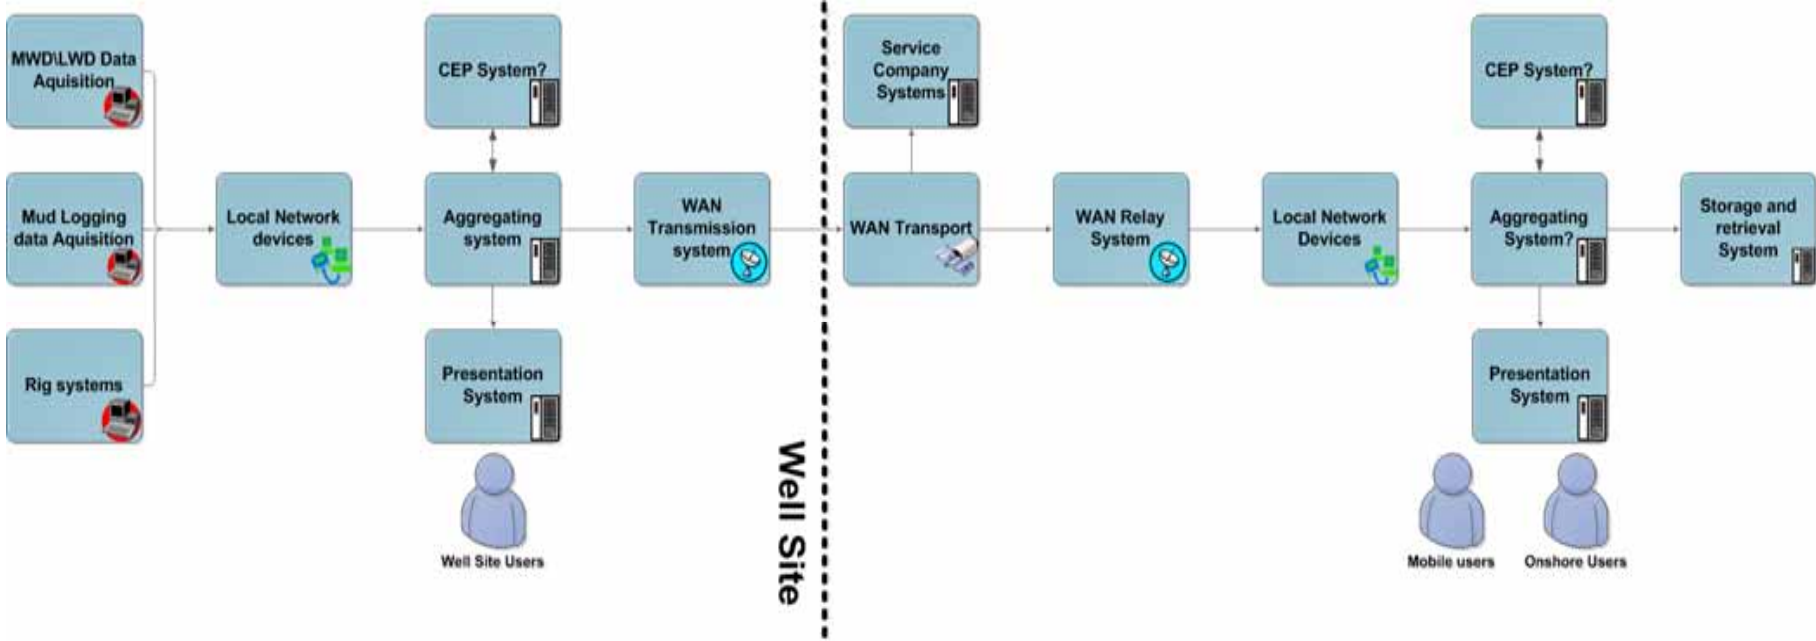 MWD\LWD Data
Aquisition
CEP System?
Service
Company
Systems
CEP System?
Mud Logging
data Aquisition
Local Network
devices
Aggregating
system
WAN
Transmission
system
WAN Transport
WAN Relay
System
Local Network
Devices
Aggregating
System?
Storage and
retrieval
System
Rig systems
Presentation
System
Presentation
System
Well Site
Well Site Users
Mobile users
Onshore Users